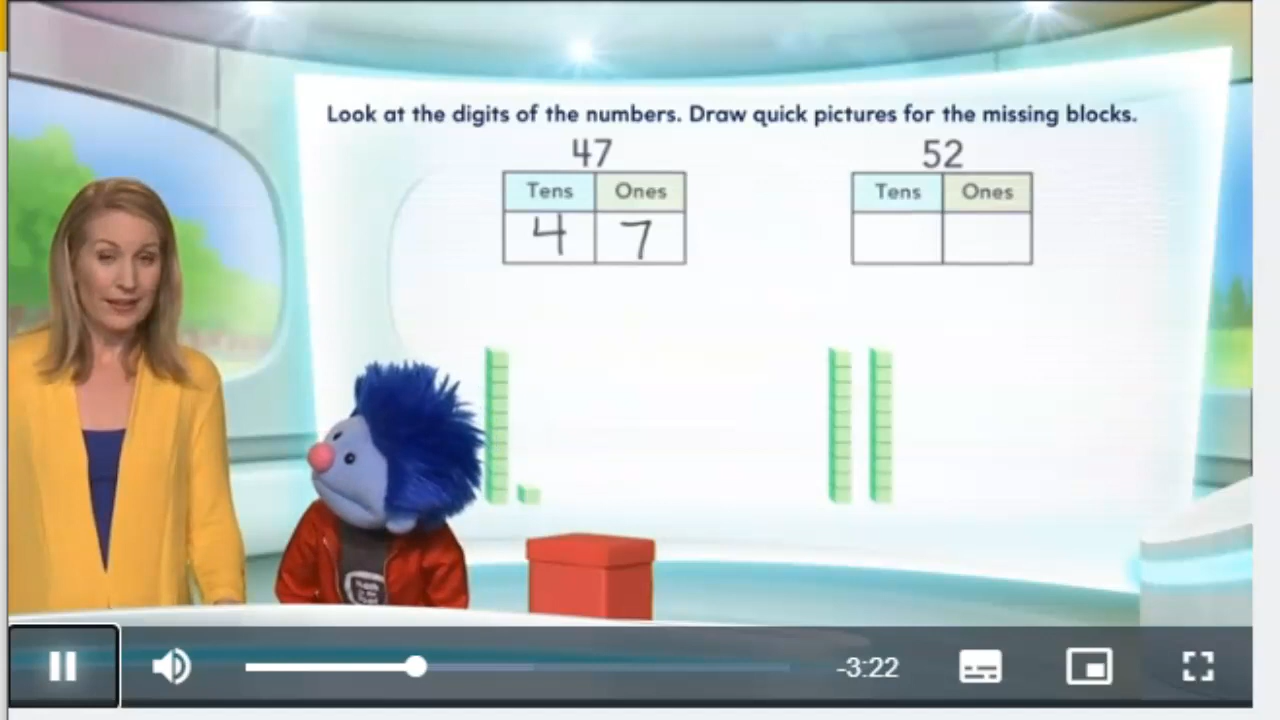 Look at the digits of the numbers. Draw quick pictures for the missing blocks.
47
52
Tens Ones
Tens Ones
4 7
-3:22